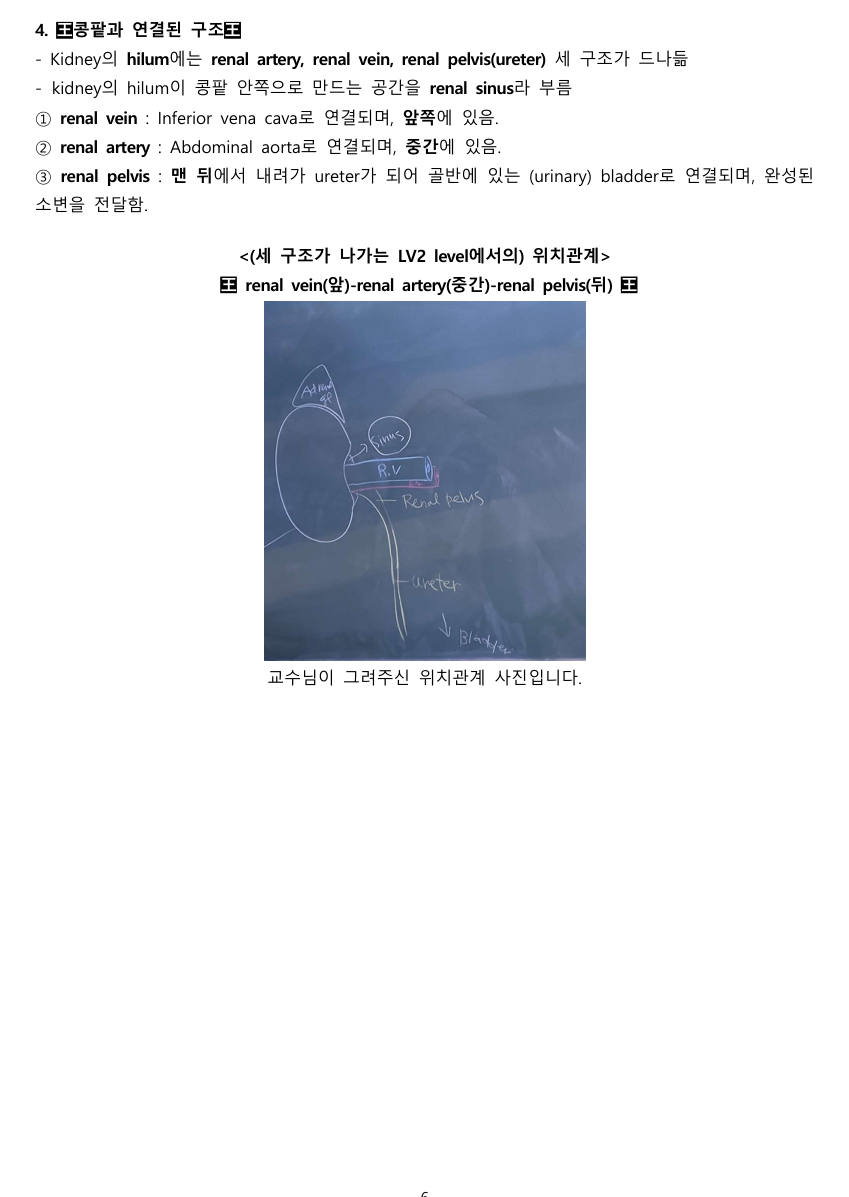 4. 王콩팥과 연결된 구조王
- Kidney의 hilum에는 renal artery, renal vein, renal pelvis(ureter) 세 구조가 드나듦
- kidney의 hilum이 콩팥 안쪽으로 만드는 공간을 renal sinus라 부름
① renal vein : Inferior vena cava로 연결되며, 앞쪽에 있음.
② renal artery : Abdominal aorta로 연결되며, 중간에 있음.
③ renal pelvis : 맨 뒤에서 내려가 ureter가 되어 골반에 있는 (urinary) bladder로 연결되며, 완성된
소변을 전달함.
<(세 구조가 나가는 LV2 level에서의) 위치관계>
王 renal vein(앞)-renal artery(중간)-renal pelvis(뒤) 王
Adrenal
gl
Sinus
R.V
Renal pelvis
ureter
Bladder
교수님이 그려주신 위치관계 사진입니다.